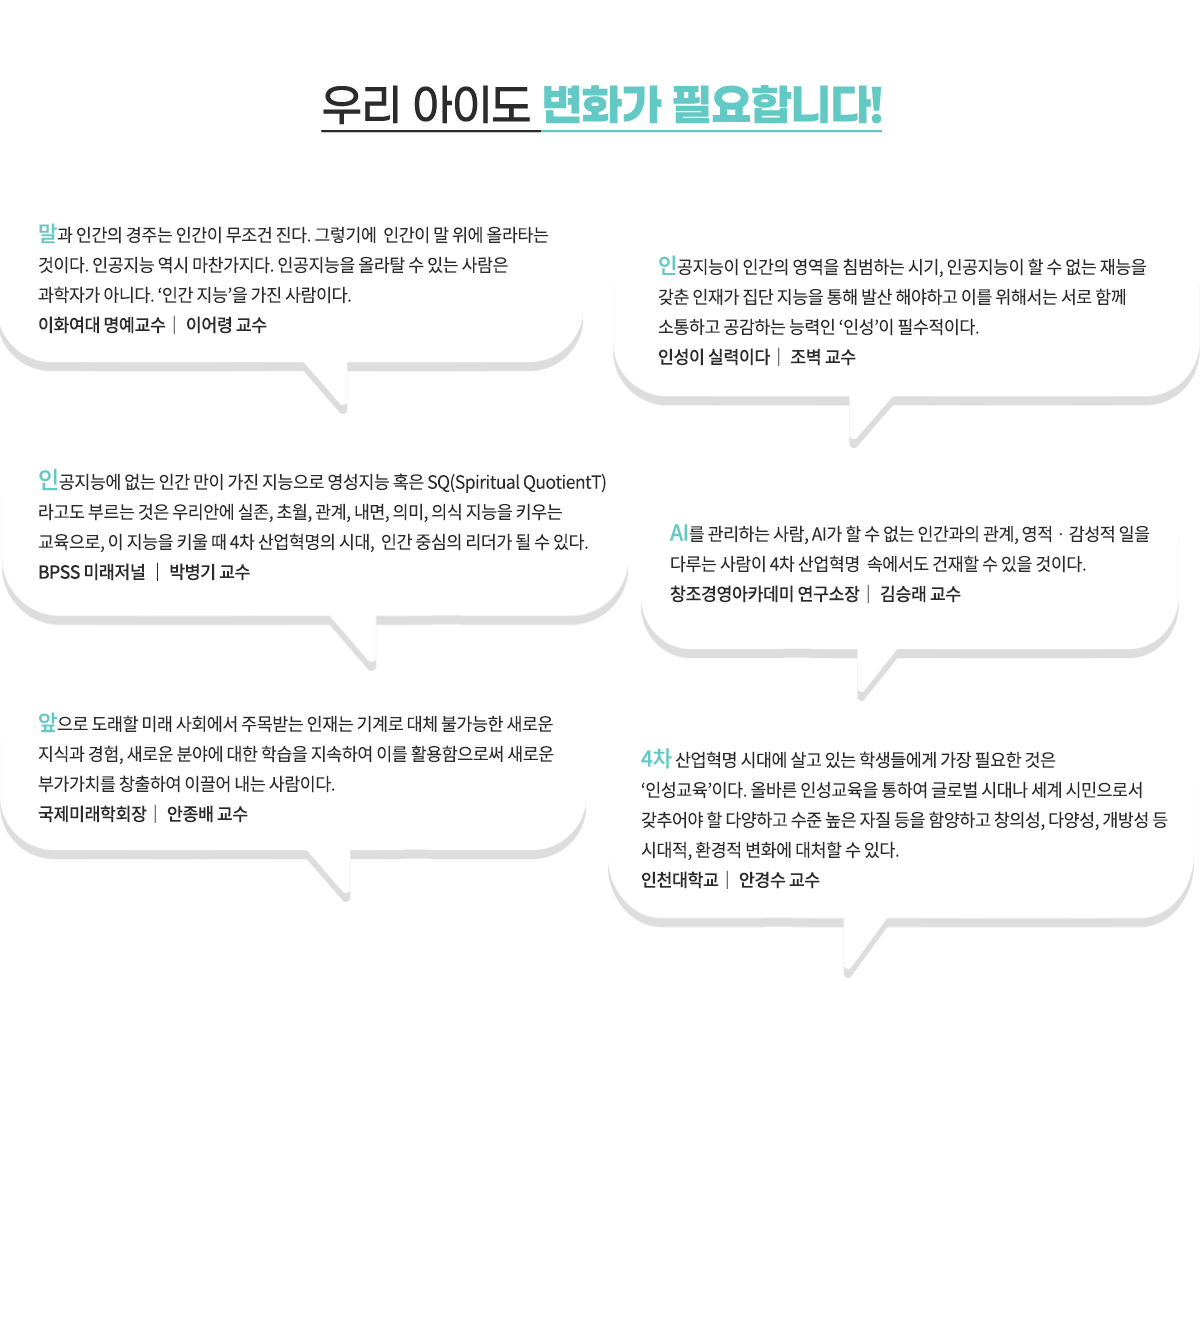 우리 아이도 변화가 필요합니다!
말과 인간의 경주는 인간이 무조건 진다. 그렇기에 인간이 말 위에 올라타는
것이다. 인공지능 역시 마찬가지다. 인공지능을 올라탈 수 있는 사람은
과학자가 아니다. ‘인간 지능’을 가진 사람이다.
이화여대 명예교수│ 이어령 교수
인공지능이 인간의 영역을 침범하는 시기, 인공지능이 할 수 없는 재능을
갖춘 인재가 집단 지능을 통해 발산 해야하고 이를 위해서는 서로 함께
소통하고 공감하는 능력인 ‘인성’이 필수적이다.
인성이 실력이다│ 조벽 교수
인공지능에 없는 인간 만이 가진 지능으로 영성지능 혹은 SQ(Spiritual QuotientT)
라고도 부르는 것은 우리안에 실존, 초월, 관계, 내면, 의미, 의식 지능을 키우는
교육으로, 이 지능을 키울 때 4차 산업혁명의 시대, 인간 중심의 리더가 될 수 있다.
BPSS 미래저널 │ 박병기 교수
AI를 관리하는 사람, AI가 할 수 없는 인간과의 관계, 영적 · 감성적 일을
다루는 사람이 4차 산업혁명 속에서도 건재할 수 있을 것이다.
창조경영아카데미 연구소장│ 김승래 교수
앞으로 도래할 미래 사회에서 주목받는 인재는 기계로 대체 불가능한 새로운
지식과 경험, 새로운 분야에 대한 학습을 지속하여 이를 활용함으로써 새로운
부가가치를 창출하여 이끌어 내는 사람이다.
국제미래학회장│ 안종배 교수
4차 산업혁명 시대에 살고 있는 학생들에게 가장 필요한 것은
‘인성교육’이다. 올바른 인성교육을 통하여 글로벌 시대나 세계 시민으로서
갖추어야 할 다양하고 수준 높은 자질 등을 함양하고 창의성, 다양성, 개방성 등
시대적, 환경적 변화에 대처할 수 있다.
인천대학교│ 안경수 교수